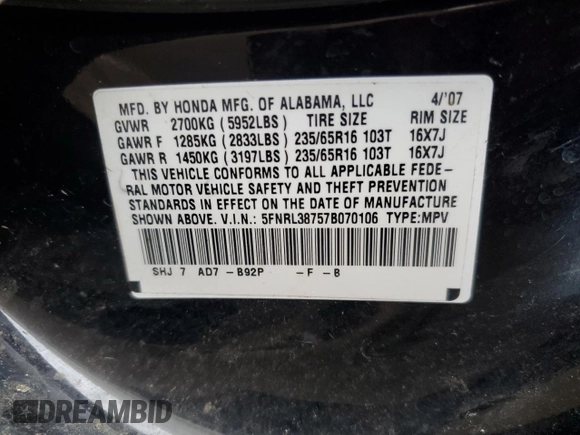 MFD. BY HONDA MFG. OF ALABAMA, LLC 4/'07
GVWR 2700KG (5952LBS) TIRE SIZE RIM SIZE
GAWR F 1285KG (2833LBS) 235/65R16 103T 16X7J
GAWR R 1450KG (3197LBS) 235/65R16 103T 16X7J
THIS VEHICLE CONFORMS TO ALL APPLICABLE FEDE-
RAL MOTOR VEHICLE SAFETY AND THEFT PREVENTION
STANDARDS IN EFFECT ON THE DATE OF MANUFACTURE
SHOWN ABOVE. V.I.N.: 5FNRL38757B070106 TYPE:MPV
SHJ 7 AD7 -B92P -F -B
DREAMBID